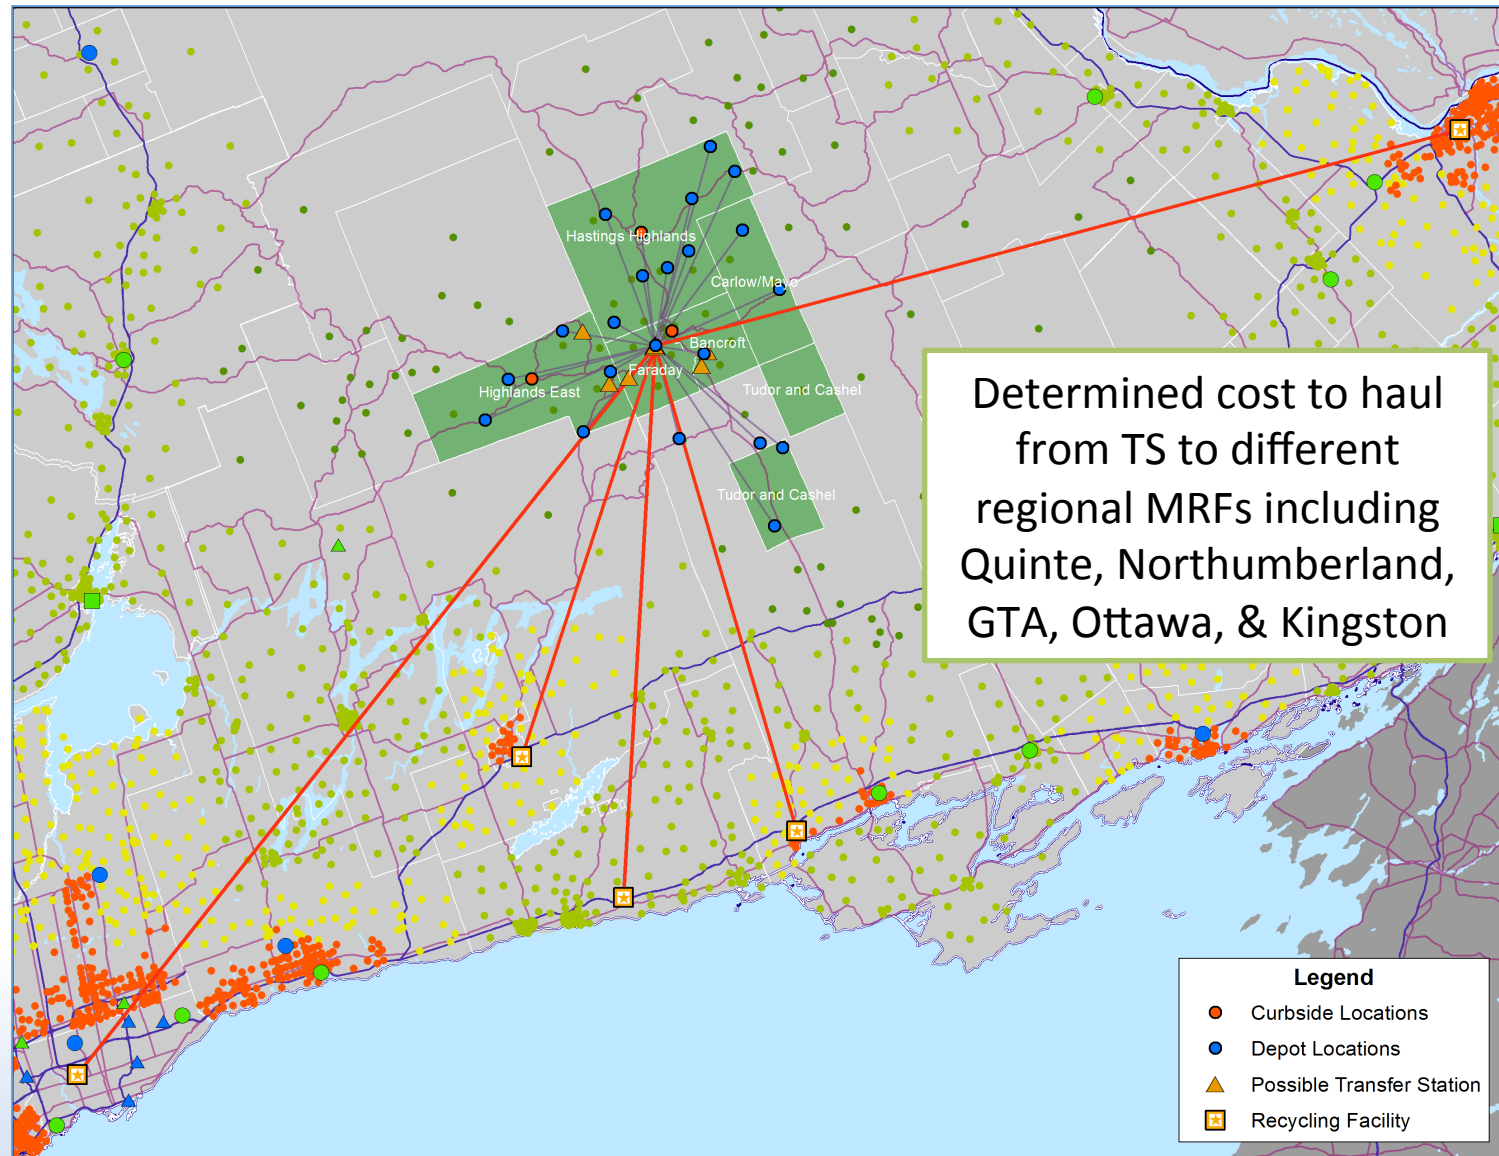 Hastings Highlands
Carlow/Mayo
Bancroft
Faraday
Highlands East
Tudor and Cashel
Tudor and Cashel
Determined cost to haul
from TS to different
regional MRFs including
Quinte, Northumberland,
GTA, Ottawa, & Kingston
Legend
Curbside Locations
Depot Locations
Possible Transfer Station
Recycling Facility